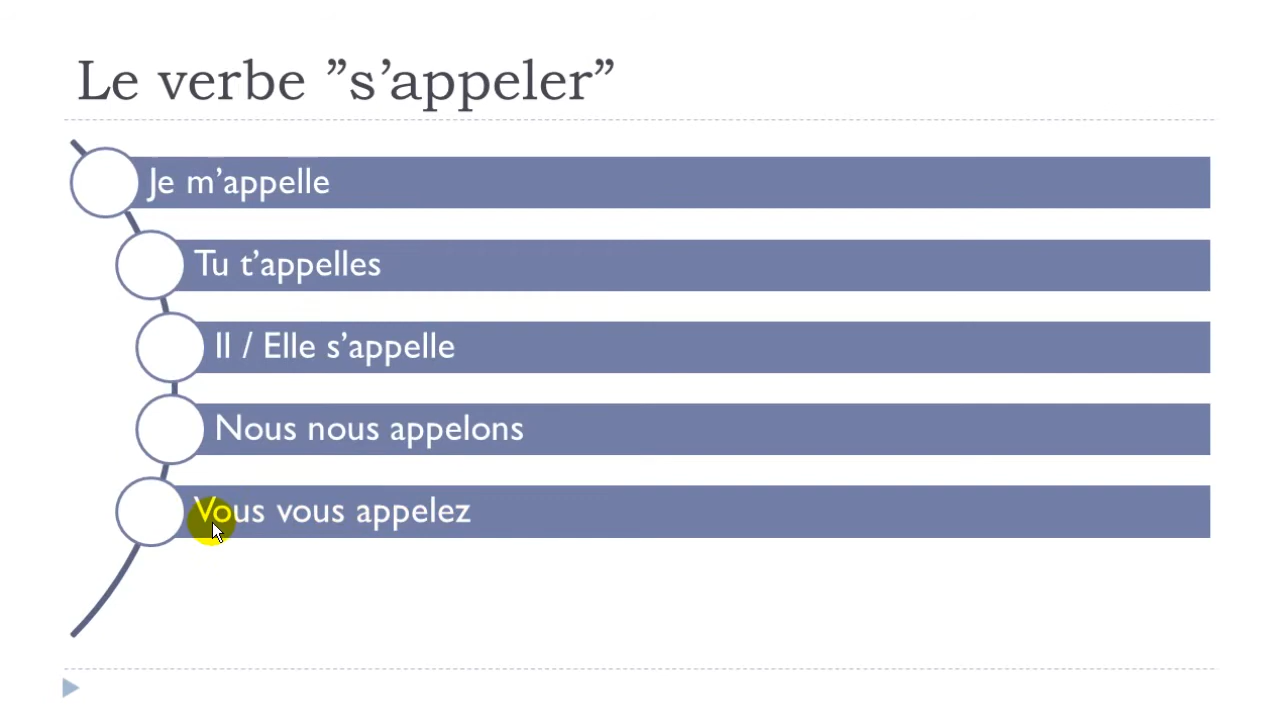 Le verbe ”s’appeler”
Je m’appelle
Tu t’appelles
Il / Elle s’appelle
Nous nous appelons
Vous vous appelez